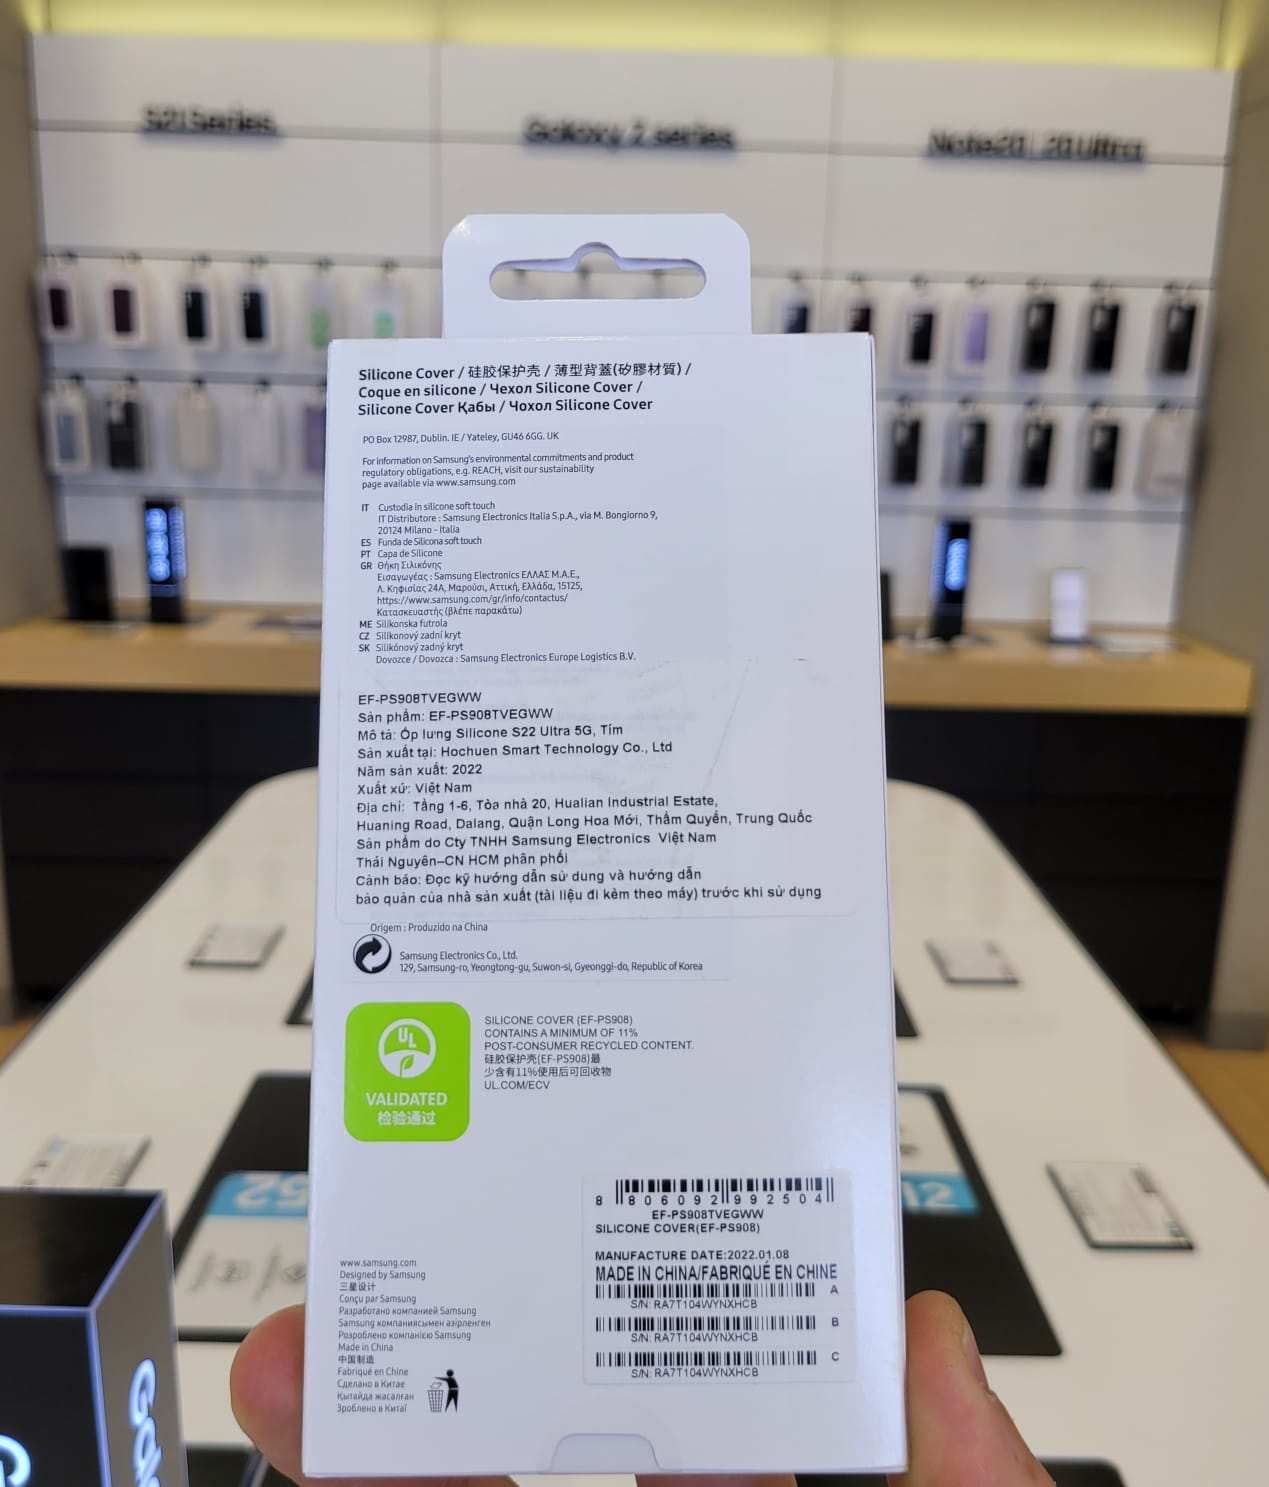 S21 Series
Galaxy Z series
Note20 | 20 Ultra
Silicone Cover / 硅胶保护壳 / 薄型背蓋(矽膠材質) /
Coque en silicone / Чехол Silicone Cover /
Silicone Cover Қабы / Чохол Silicone Cover
PO Box 12987, Dublin. IE / Yateley, GU46 6GG. UK
For information on Samsung's environmental commitments and product
regulatory obligations, e.g. REACH, visit our sustainability
page available via www.samsung.com
IT Custodia in silicone soft touch
IT Distributore : Samsung Electronics Italia S.p.A., via M. Bongiorno 9,
20124 Milano - Italia
ES Funda de Silicona soft touch
PT Capa de Silicone
GR Θήκη Σιλικόνης
Εισαγωγέας : Samsung Electronics ΕΛΛΑΣ Μ.Α.Ε.,
Λ. Κηφισίας 24Α, Μαρούσι, Αττική, Ελλάδα, 15125,
https://www.samsung.com/gr/info/contactus/
Κατασκευαστής (βλέπε παρακάτω)
ME Silikonska futrola
CZ Silikonový zadní kryt
SK Silikónový zadný kryt
Dovozce / Dovozca : Samsung Electronics Europe Logistics B.V.
EF-PS908TVEGWW
Sản phẩm: EF-PS908TVEGWW
Mô tả: Ốp lưng Silicone S22 Ultra 5G, Tím
Sản xuất tại: Hochuen Smart Technology Co., Ltd
Năm sản xuất: 2022
Xuất xứ: Việt Nam
Địa chỉ: Tầng 1-6, Tòa nhà 20, Hualian Industrial Estate,
Huaning Road, Dalang, Quận Long Hoa Mới, Thẩm Quyến, Trung Quốc
Sản phẩm do Cty TNHH Samsung Electronics Việt Nam
Thái Nguyên–CN HCM phân phối
Cảnh báo: Đọc kỹ hướng dẫn sử dụng và hướng dẫn
bảo quản của nhà sản xuất (tài liệu đi kèm theo máy) trước khi sử dụng
Origem : Produzido na China
Samsung Electronics Co., Ltd.
129, Samsung-ro, Yeongtong-gu, Suwon-si, Gyeonggi-do, Republic of Korea
UL
VALIDATED
检验通过
SILICONE COVER (EF-PS908)
CONTAINS A MINIMUM OF 11%
POST-CONSUMER RECYCLED CONTENT.
硅胶保护壳(EF-PS908)最
少含有11%使用后可回收物
UL.COM/ECV
8 806092 992504
EF-PS908TVEGWW
SILICONE COVER(EF-PS908)
MANUFACTURE DATE:2022.01.08
MADE IN CHINA/FABRIQUÉ EN CHINE
A
S/N: RA7T104WYNXHCB
B
S/N: RA7T104WYNXHCB
C
S/N: RA7T104WYNXHCB
www.samsung.com
Designed by Samsung
三星设计
Conçu par Samsung
Разработано компанией Samsung
Samsung компаниясымен әзірленген
Розроблено компанією Samsung
Made in China
中国制造
Fabriqué en Chine
Сделано в Китае
Қытайда жасалған
Зроблено в Китаї